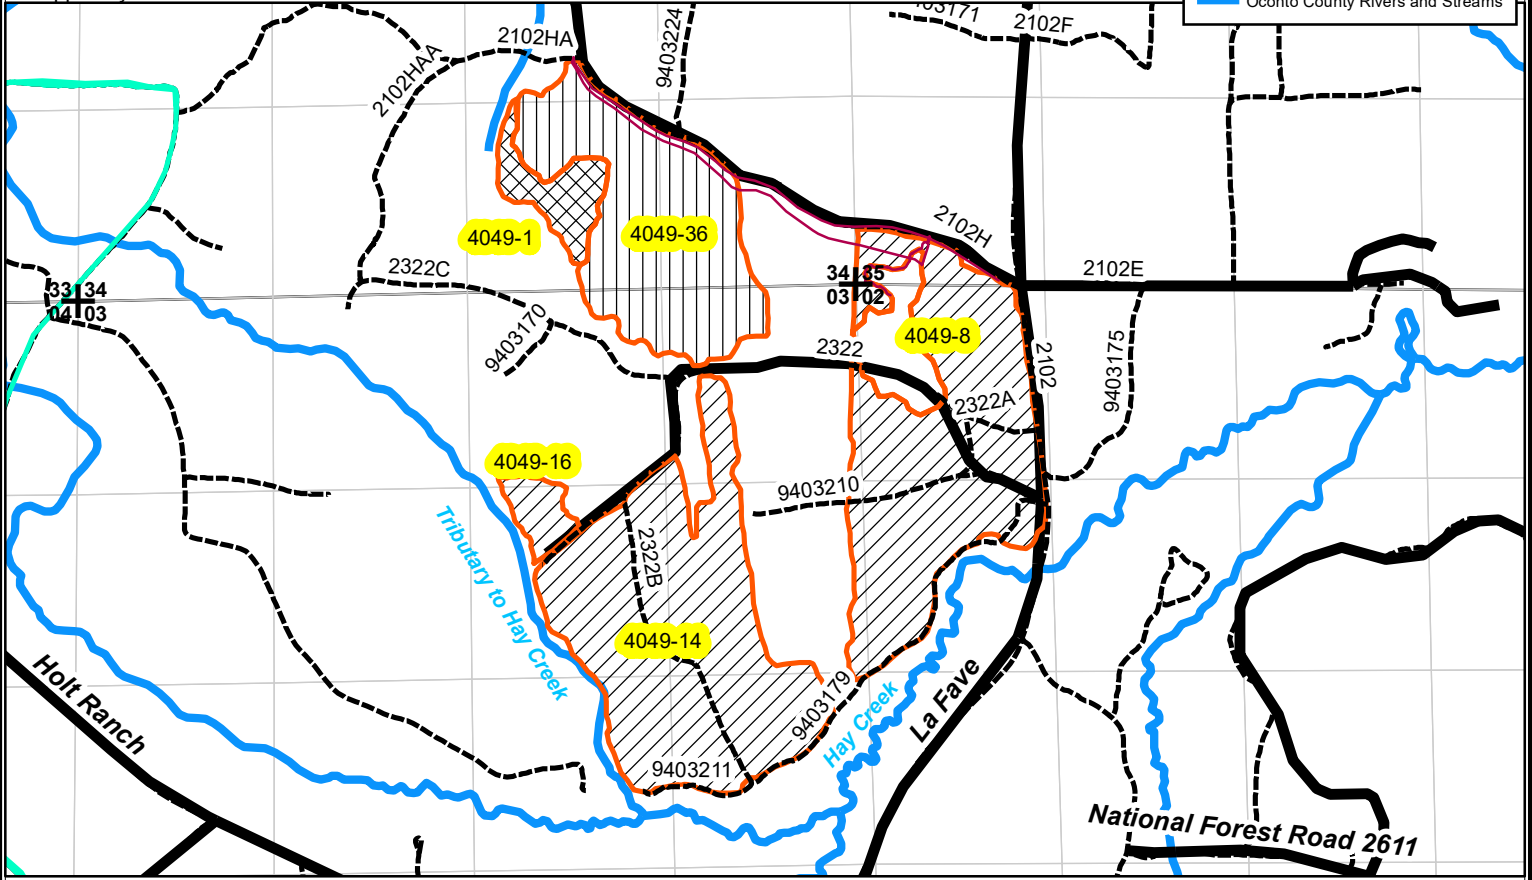 Oconto County Rivers and Streams
2102F
2102HA
9403224
2102HAA
4049-1
4049-36
2102H
2322C
34 35
03 02
2102E
33 34
04 03
9403170
4049-8
2322
2102
9403175
2322A
4049-16
9403210
Tributary to Hay Creek
2322B
4049-14
9403179
Hay Creek
La Fave
Holt Ranch
9403211
National Forest Road 2611